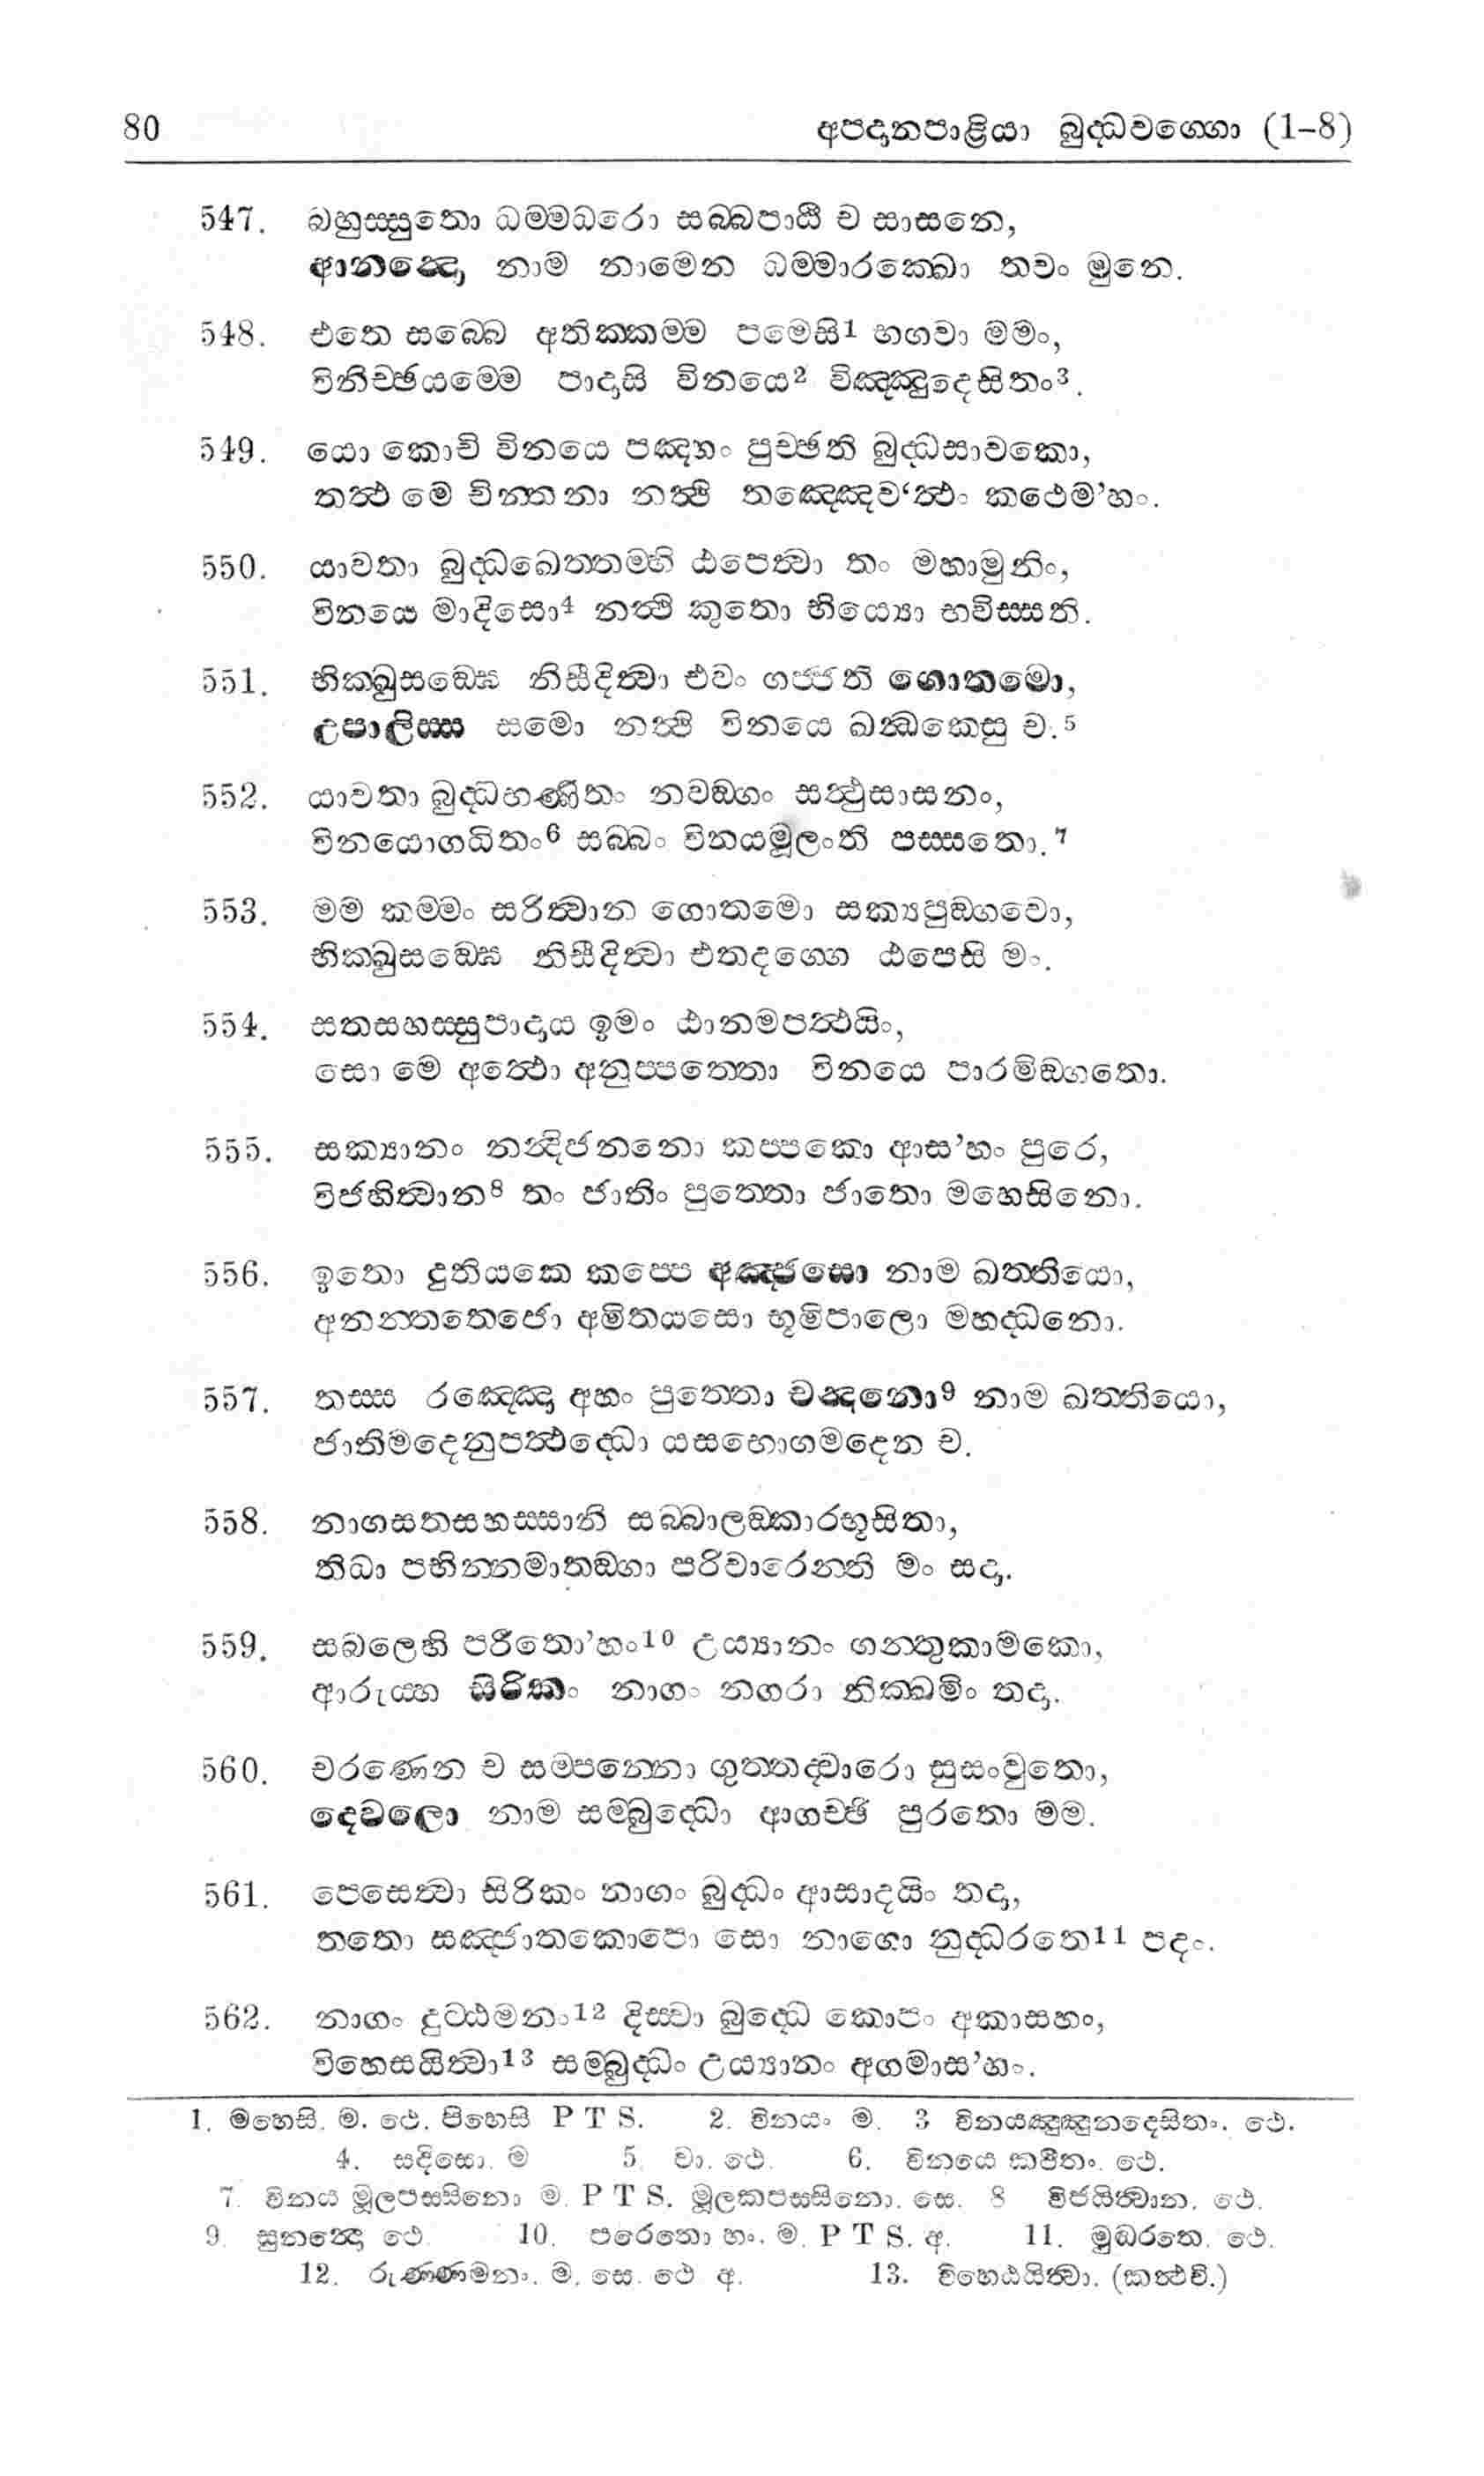 80 අපදානපාළියා බුද්ධවග්ගො (1–8)
547. බහුස්සුතො ධම්මධරො සබ්බපාඨී ච සාසනෙ,
ආනන්දො නාම නාමෙන ධම්මාරක්ඛො තවං මුනෙ.
548. එතෙ සබ්බෙ අතික්කම්ම පමෙසි1 භගවා මමං,
විනිච්ඡයම්මෙ පාදාසි විනයෙ2 විඤ්ඤුදෙසිතං3.
549. යො කොචි විනයෙ පඤ්හං පුච්ඡති බුද්ධසාවකො,
තත්ථ මෙ චින්තනා නත්ථි තඤ්ඤෙව‘ත්ථං කථෙම’හං.
550. යාවතා බුද්ධඛෙත්තම්හි ඨපෙත්වා තං මහාමුනිං,
විනයෙ මාදිසො4 නත්ථි කුතො භිය්‍යො භවිස්සති.
551. භික්ඛුසඞ්ඝෙ නිසීදිත්වා එවං ගජ්ජති ගොතමො,
උපාලිස්ස සමො නත්ථි විනයෙ ඛන්ධකෙසු ච.5
552. යාවතා බුද්ධභණිතං නවඞ්ගං සත්ථුසාසනං,
විනයොගධිතං6 සබ්බං විනයමූලංති පස්සතො.7
553. මම කම්මං සරිත්වාන ගොතමො සක්‍යපුඞ්ගවො,
භික්ඛුසඞ්ඝෙ නිසීදිත්වා එතදග්ගෙ ඨපෙසි මං.
554. සතසහස්සුපාදාය ඉමං ඨානමපත්ථයිං,
සො මෙ අත්ථො අනුප්පත්තො විනයෙ පාරමිඞ්ගතො.
555. සක්‍යානං නන්දිජනනො කප්පකො ආස’හං පුරෙ,
විජහිත්වාන8 තං ජාතිං පුත්තො ජාතො මහෙසිනො.
556. ඉතො දුතියකෙ කප්පෙ අඤ්ජසො නාම ඛත්තියො,
අනන්තතෙජො අමිතයසො භූමිපාලො මහද්ධනො.
557. තස්ස රඤ්ඤො අහං පුත්තො චන්දනො9 නාම ඛත්තියො,
ජාතිමදෙනුපත්ථද්ධො යසභොගමදෙන ච.
558. නාගසතසහස්සානි සබ්බාලඞ්කාරභූසිතා,
තිධා පභින්නමාතඞ්ගා පරිවාරෙන්ති මං සදා.
559. සබලෙහි පරීතො’හං10 උය්‍යානං ගන්තුකාමකො,
ආරුය්හ සිරිකං නාගං නගරා නික්ඛමිං තදා.
560. චරණෙන ච සම්පන්නො ගුත්තද්වාරො සුසංවුතො,
දෙවලො නාම සම්බුද්ධො ආගච්ඡි පුරතො මම.
561. පෙසෙත්වා සිරිකං නාගං බුද්ධං ආසාදයිං තදා,
තතො සඤ්ජාතකොපො සො නාගො නුද්ධරතෙ11 පදං.
562. නාගං දුට්ඨමනං12 දිස්වා බුද්ධෙ කොපං අකාසහං,
විහෙසයිත්වා13 සම්බුද්ධං උය්‍යානං අගමාස’හං.
1. මහෙසි. ම. ථෙ. පිහෙසි P T S. 2. විනයං ම. 3 විනයඤ්ඤූනදෙසිතං. ථෙ.
4. සදිසො. ම 5. වා. ථෙ. 6. විනයෙ කථිතං. ථෙ.
7. විනය මූලපස්සිනො ම. P T S. මූලකපස්සිනො. සෙ. 8 විජයිත්වාන. ථෙ.
9. සුනන්දො ථෙ. 10. පරෙතො හං. ම. P T S. අ. 11. මුඞරතෙ. ථෙ.
12. රුණ්ණමනං. ම. සෙ. ථෙ අ. 13. විහෙඨයිත්වා. (කත්ථචි.)